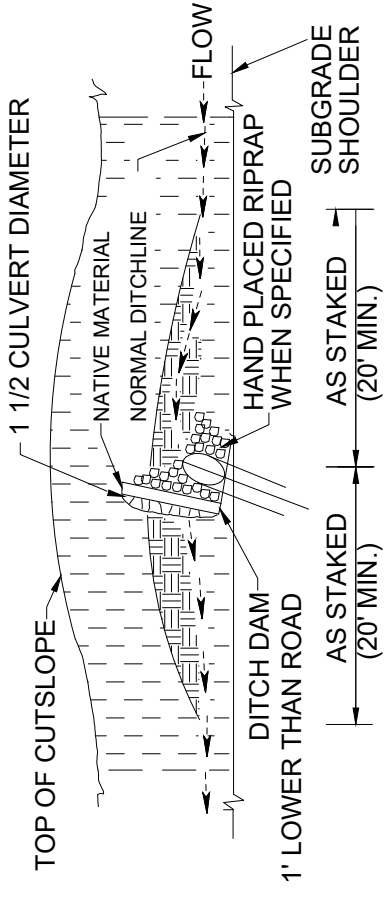 TOP OF CUTSLOPE
1 1/2 CULVERT DIAMETER
NATIVE MATERIAL
NORMAL DITCHLINE
FLOW
HAND PLACED RIPRAP
WHEN SPECIFIED
SUBGRADE
SHOULDER
DITCH DAM
1' LOWER THAN ROAD
AS STAKED
(20' MIN.)
AS STAKED
(20' MIN.)